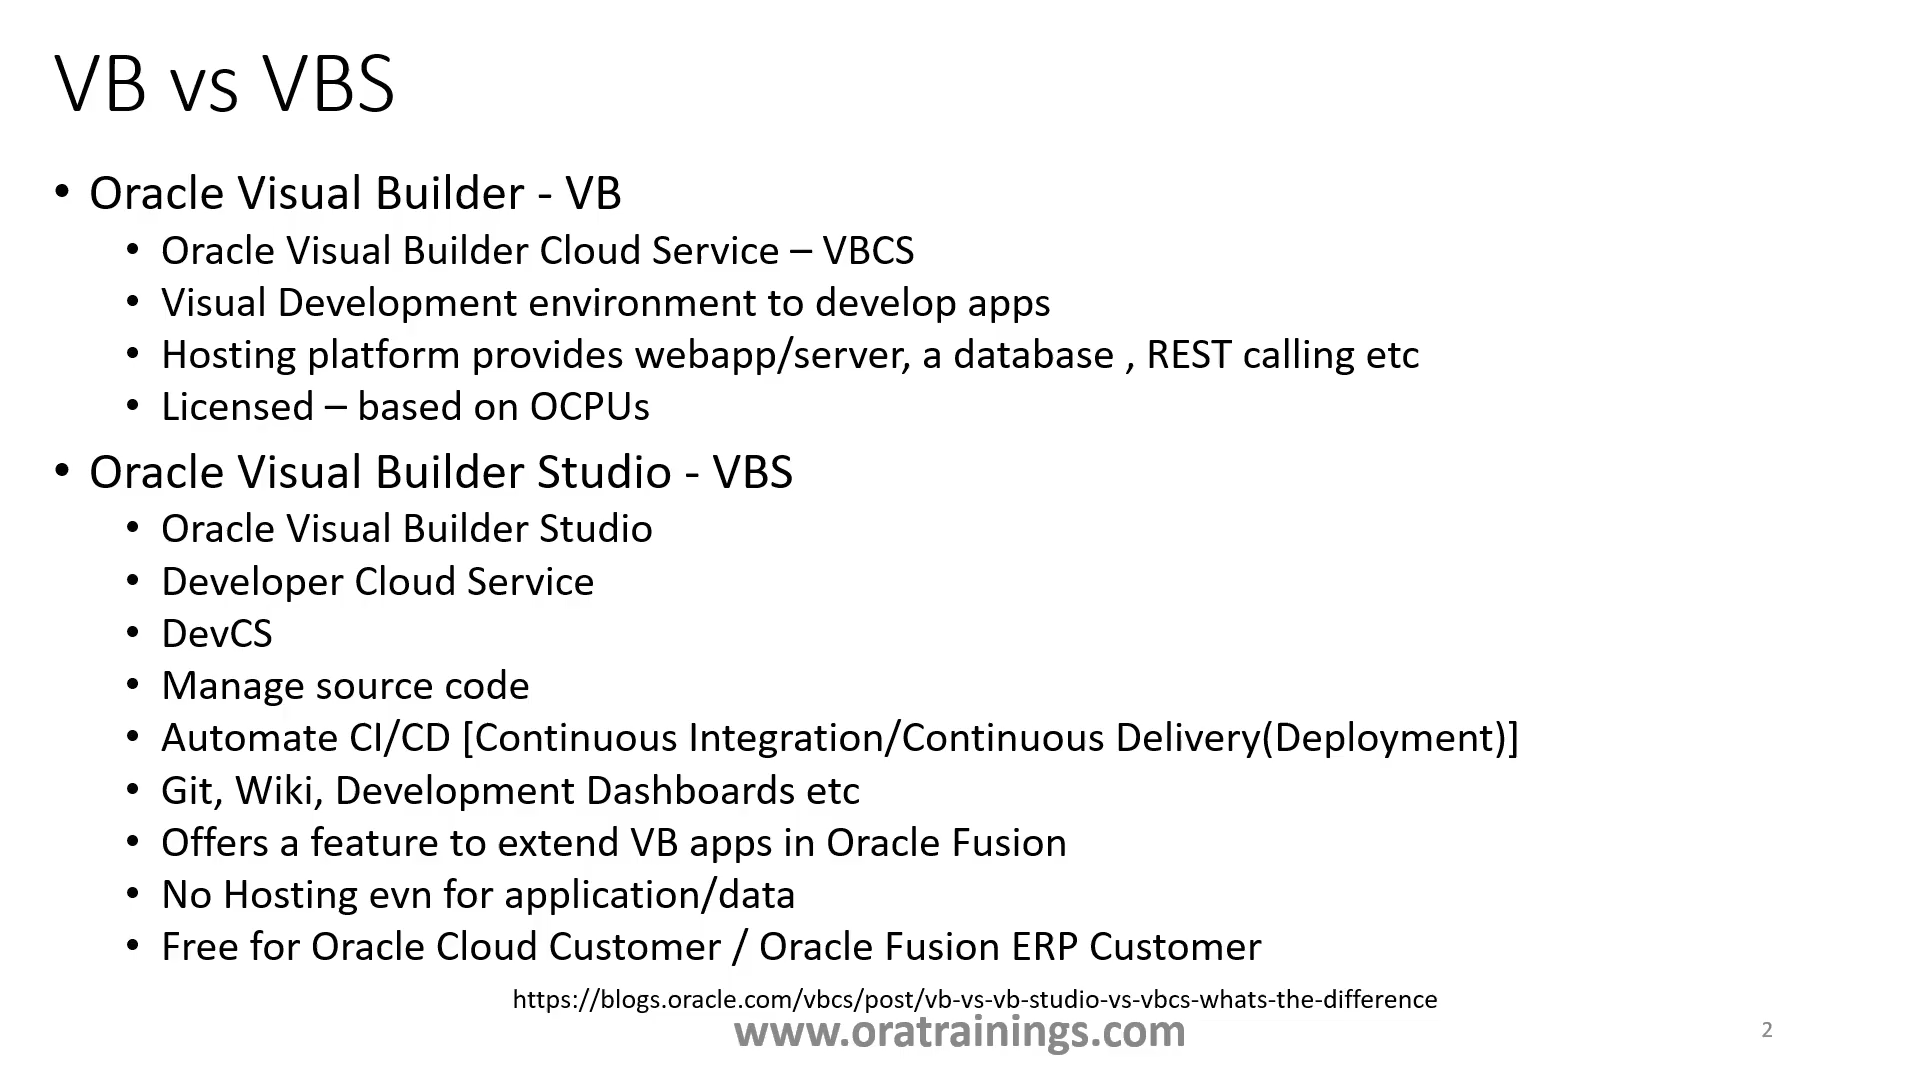 VB vs VBS
• Oracle Visual Builder - VB
• Oracle Visual Builder Cloud Service – VBCS
• Visual Development environment to develop apps
• Hosting platform provides webapp/server, a database , REST calling etc
• Licensed – based on OCPUs
• Oracle Visual Builder Studio - VBS
• Oracle Visual Builder Studio
• Developer Cloud Service
• DevCS
• Manage source code
• Automate CI/CD [Continuous Integration/Continuous Delivery(Deployment)]
• Git, Wiki, Development Dashboards etc
• Offers a feature to extend VB apps in Oracle Fusion
• No Hosting evn for application/data
• Free for Oracle Cloud Customer / Oracle Fusion ERP Customer
https://blogs.oracle.com/vbcs/post/vb-vs-vb-studio-vs-vbcs-whats-the-difference
www.oratrainings.com
2